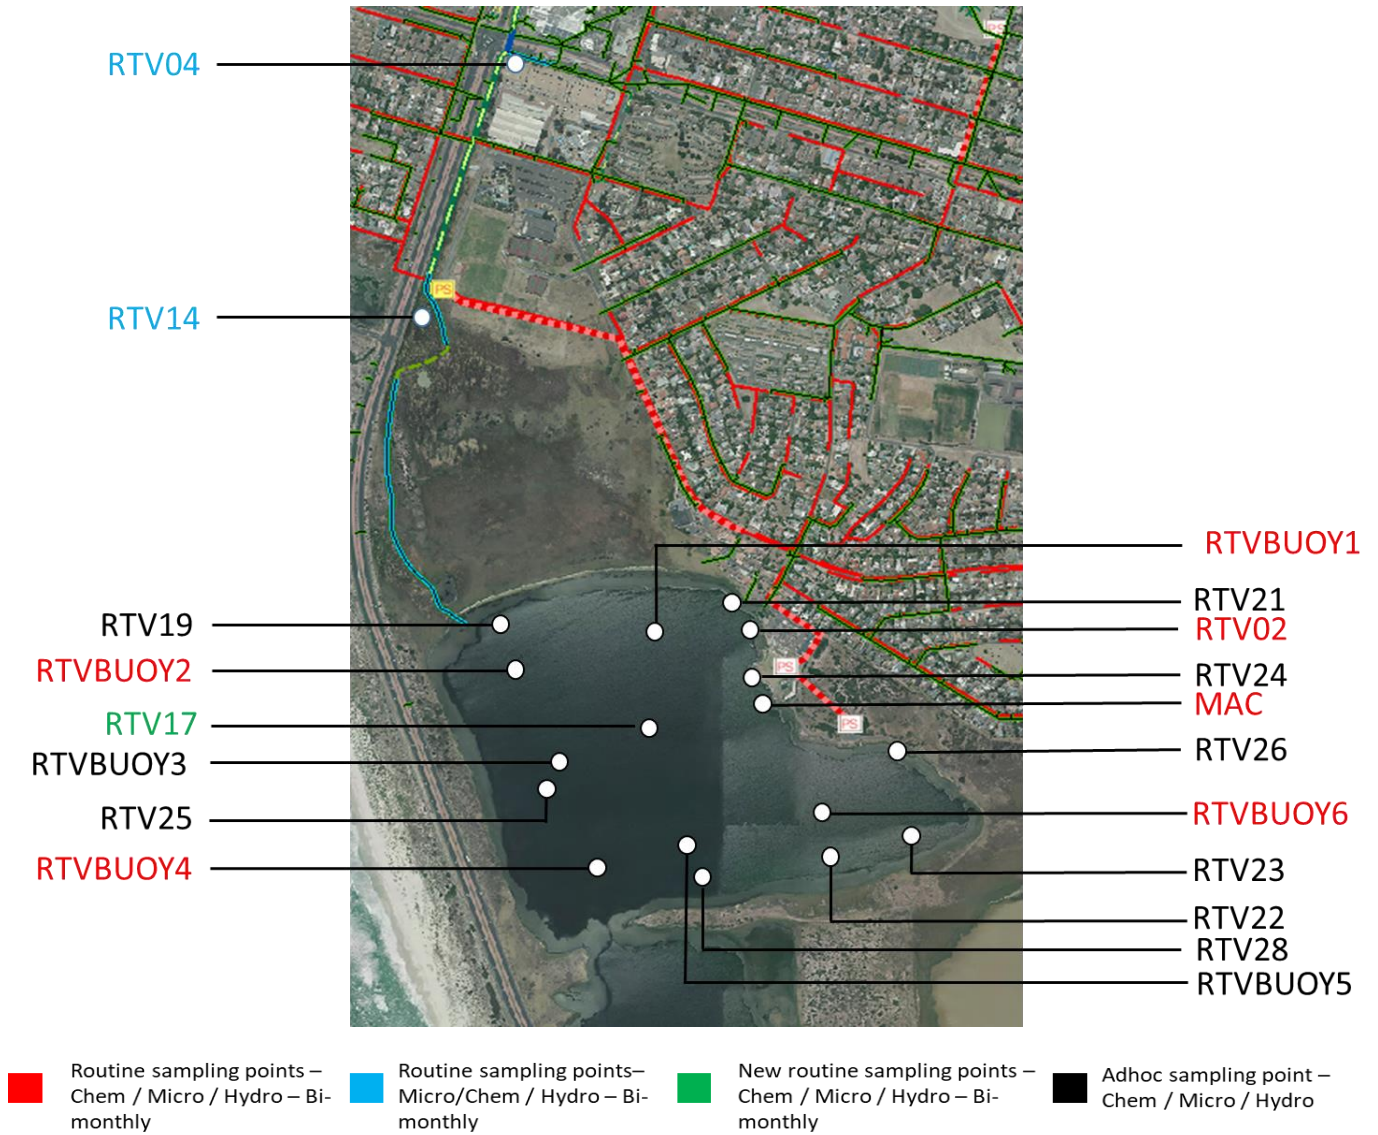 PS
RTV04
PS
RTV14
RTVBUOY1
RTV21
RTV19
RTV02
RTVBUOY2
PS
RTV24
MAC
RTV17
PS
RTV26
RTVBUOY3
RTV25
RTVBUOY6
RTVBUOY4
RTV23
RTV22
RTV28
RTVBUOY5
Routine sampling points –
Chem / Micro / Hydro – Bi-
monthly
Routine sampling points–
Micro/Chem / Hydro – Bi-
monthly
New routine sampling points –
Chem / Micro / Hydro – Bi-
monthly
Adhoc sampling point –
Chem / Micro / Hydro